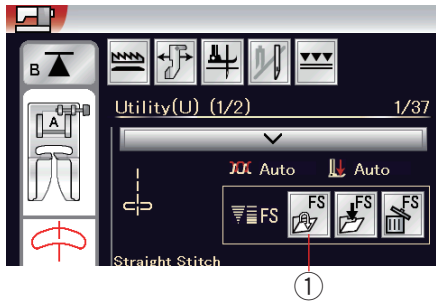 B
Utility(U) (1/2) 1/37
A
Auto Auto
FS FS FS FS
Straight Stitch
1